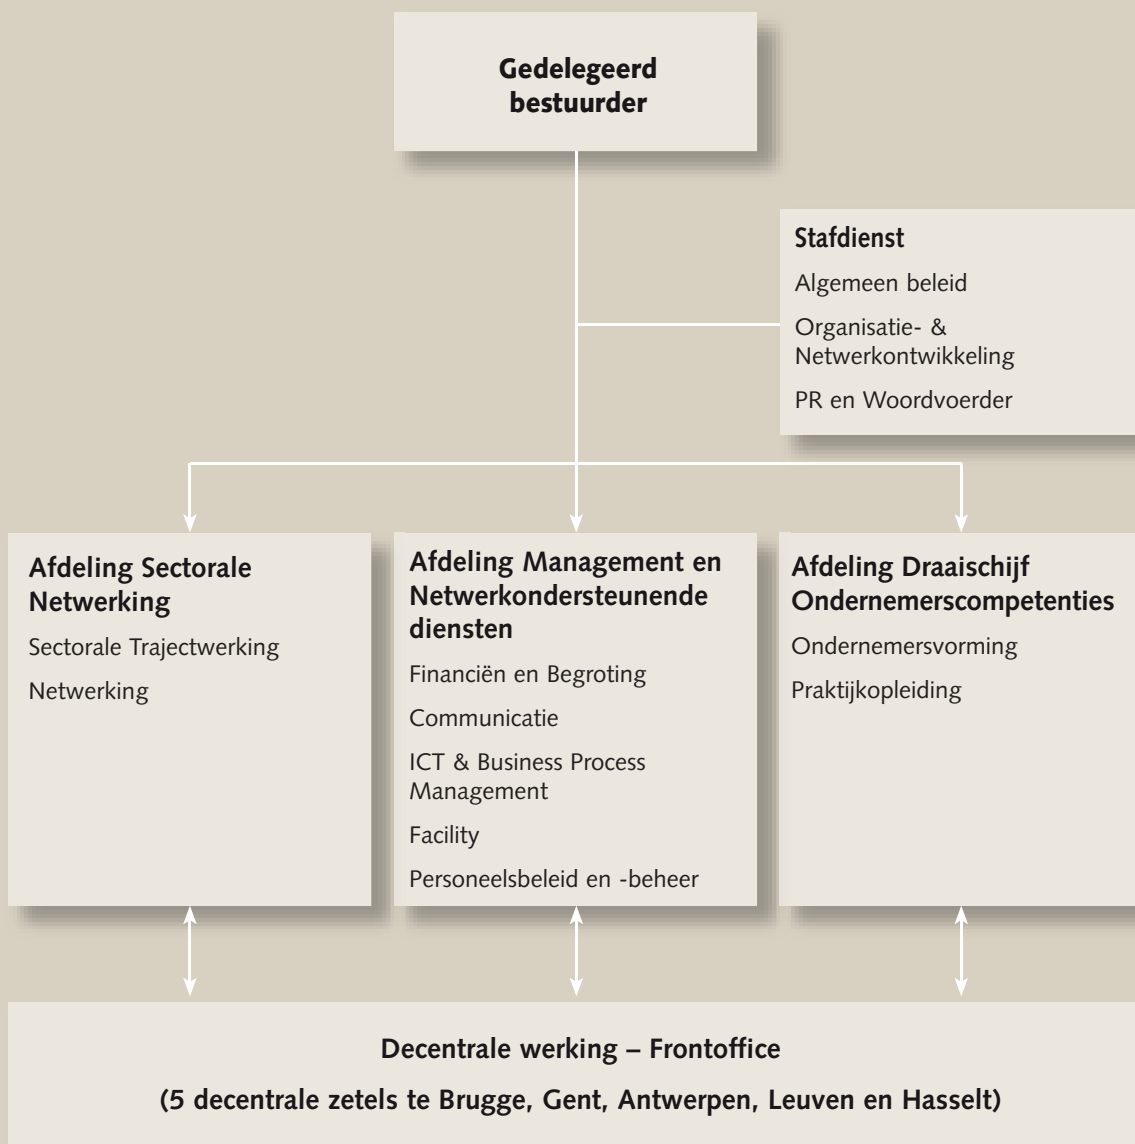 Gedelegeerd
bestuurder
Stafdienst
Algemeen beleid
Organisatie- &
Netwerkontwikkeling
PR en Woordvoerder
Afdeling Sectorale
Netwerking
Sectorale Trajectwerking
Netwerking
Afdeling Management en
Netwerkondersteunende
diensten
Financiën en Begroting
Communicatie
ICT & Business Process
Management
Facility
Personeelsbeleid en -beheer
Afdeling Draaischijf
Ondernemerscompetenties
Ondernemersvorming
Praktijkopleiding
Decentrale werking – Frontoffice
(5 decentrale zetels te Brugge, Gent, Antwerpen, Leuven en Hasselt)